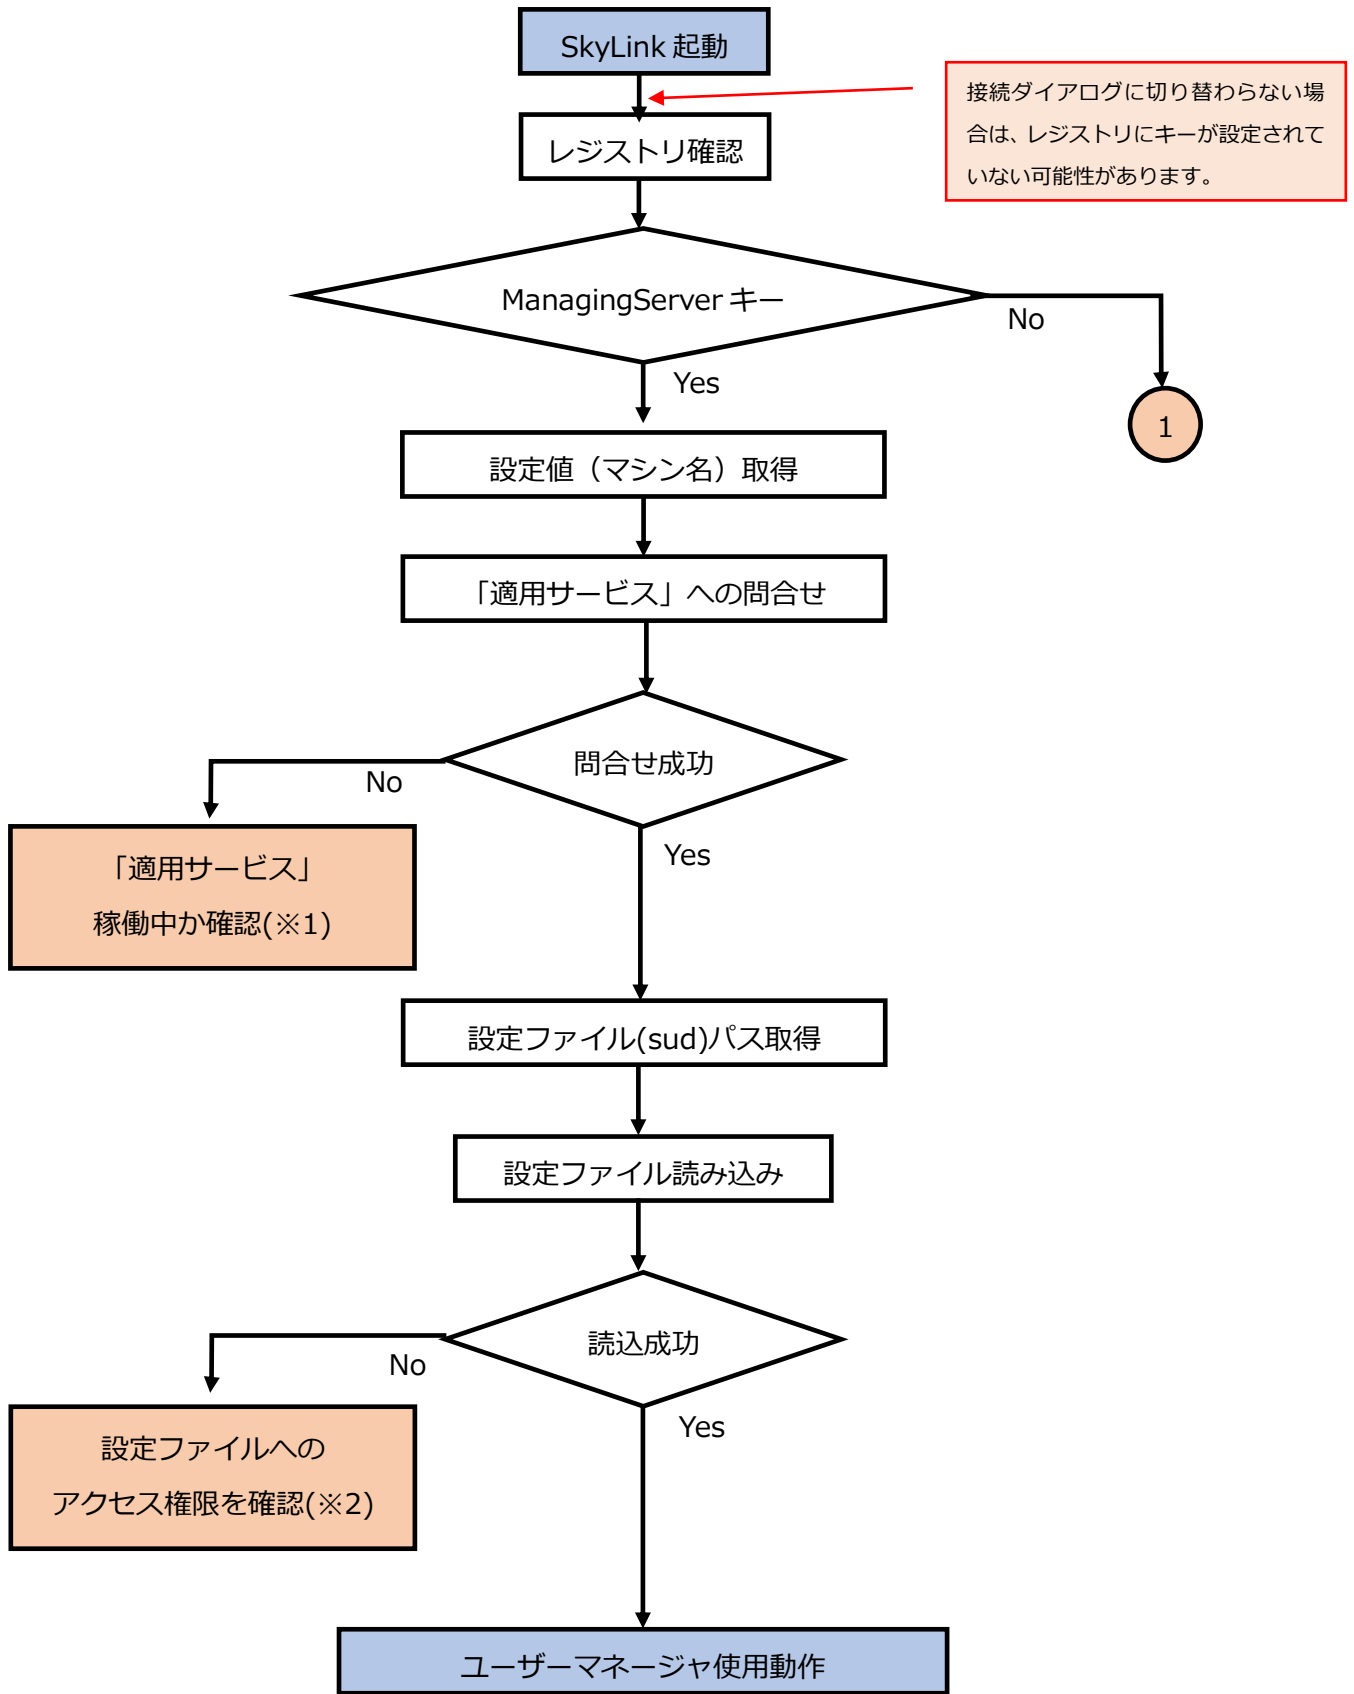 SkyLink 起動
接続ダイアログに切り替わらない場
合は、レジストリにキーが設定されて
いない可能性があります。
レジストリ確認
ManagingServer キー
No
Yes
1
設定値（マシン名）取得
「適用サービス」への問合せ
問合せ成功
No
Yes
「適用サービス」
稼働中か確認(※1)
設定ファイル(sud)パス取得
設定ファイル読み込み
読込成功
No
Yes
設定ファイルへの
アクセス権限を確認(※2)
ユーザーマネージャ使用動作